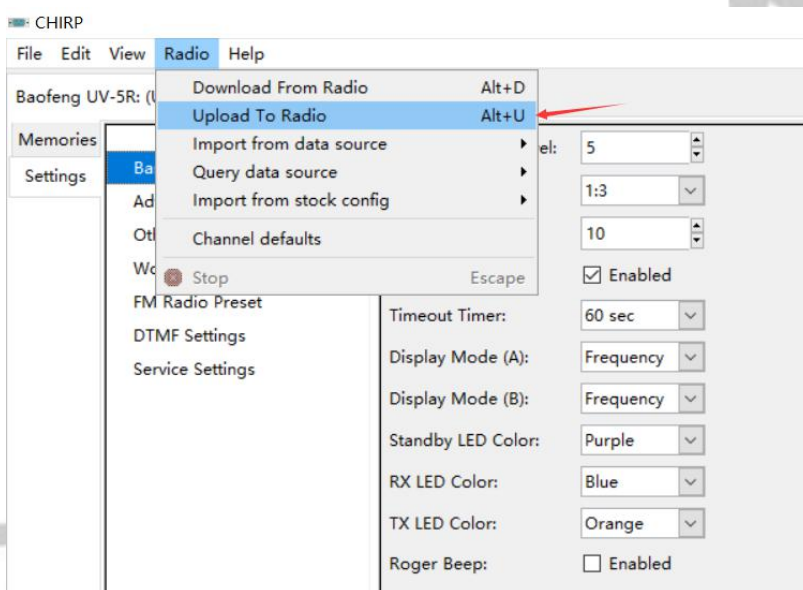 CHIRP
File Edit View Radio Help
Baofeng UV-5R: (
Download From Radio Alt+D
Upload To Radio Alt+U
Import from data source
Query data source
Import from stock config
Channel defaults
Stop Escape
Memories
Settings
Ba
Ad
Ot
Wo
FM Radio Preset
DTMF Settings
Service Settings
el: 5
1:3
10
Enabled
Timeout Timer: 60 sec
Display Mode (A): Frequency
Display Mode (B): Frequency
Standby LED Color: Purple
RX LED Color: Blue
TX LED Color: Orange
Roger Beep: Enabled